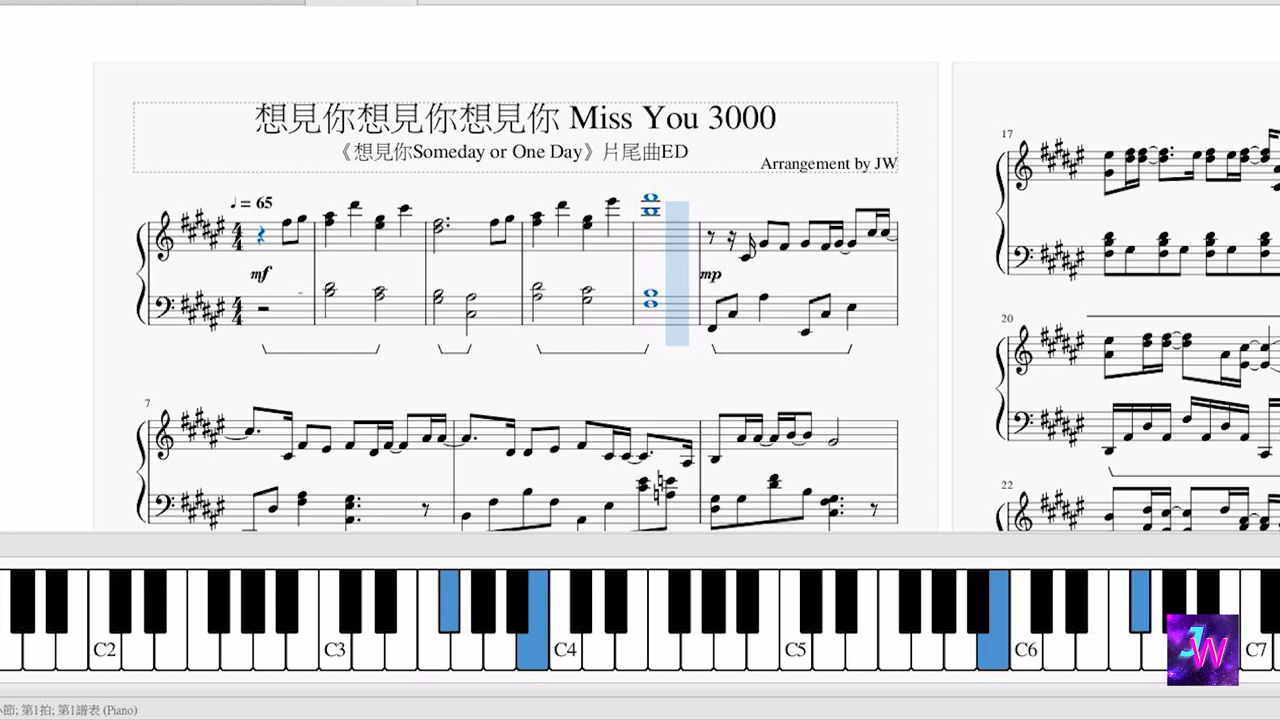 想見你想見你想見你 Miss You 3000
《想見你Someday or One Day》片尾曲ED
Arrangement by JW
= 65
mf
mp
7
17
20
22
C2 C3 C4 C5 C6 C7
JW
小節; 第1拍; 第1譜表 (Piano)